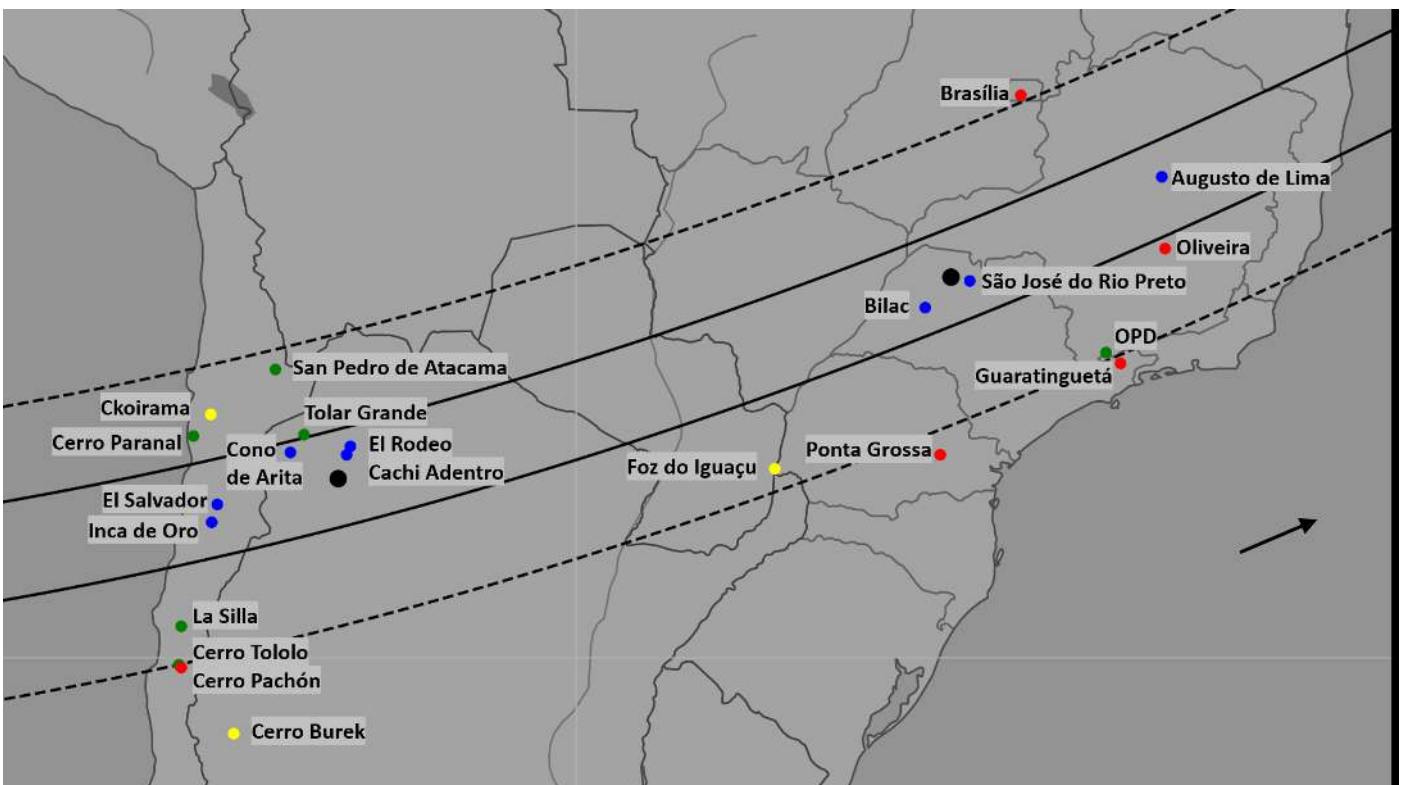 Brasília
Augusto de Lima
Oliveira
São José do Rio Preto
Bilac
OPD
Guaratinguetá
San Pedro de Atacama
Ckoirama
Tolar Grande
Cerro Paranal
Cono
de Arita
El Rodeo
Cachi Adentro
Foz do Iguaçu
Ponta Grossa
El Salvador
Inca de Oro
La Silla
Cerro Tololo
Cerro Pachón
Cerro Burek